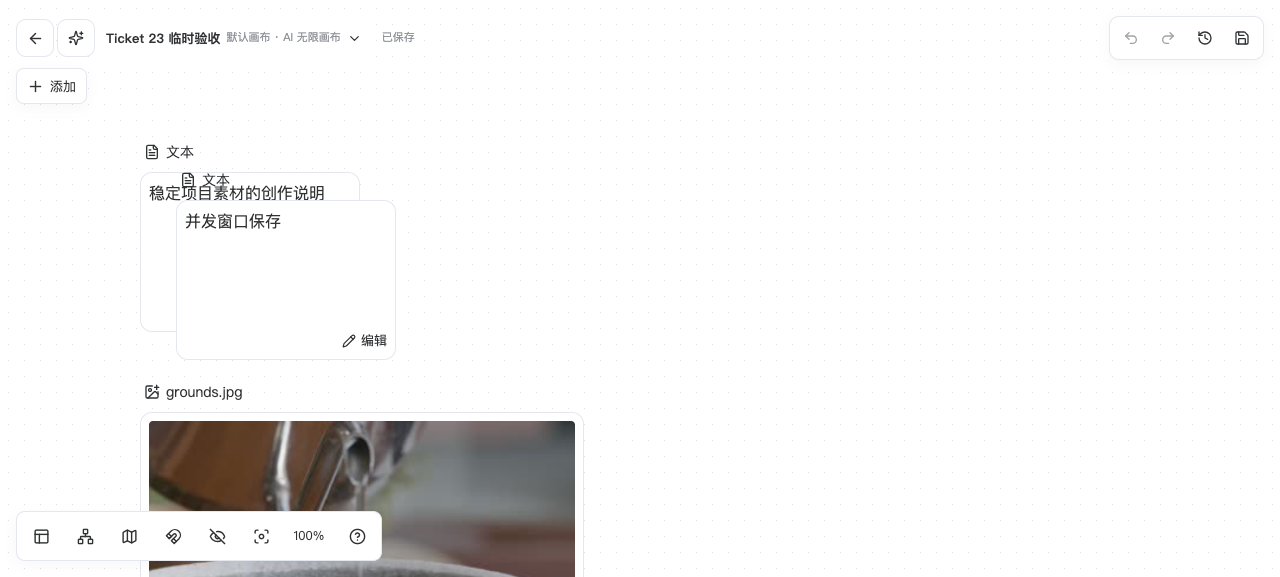 Ticket 23 临时验收 默认画布 · AI 无限画布 已保存
添加
文本
文本
稳定项目素材的创作说明
并发窗口保存
编辑
grounds.jpg
100%